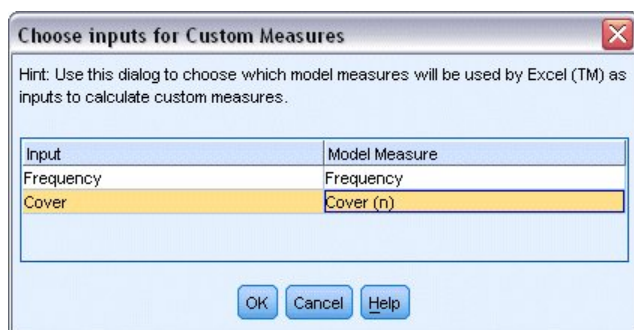 Choose inputs for Custom Measures
Hint: Use this dialog to choose which model measures will be used by Excel (TM) as
inputs to calculate custom measures.
Input Model Measure
Frequency Frequency
Cover Cover (n)
OK Cancel Help